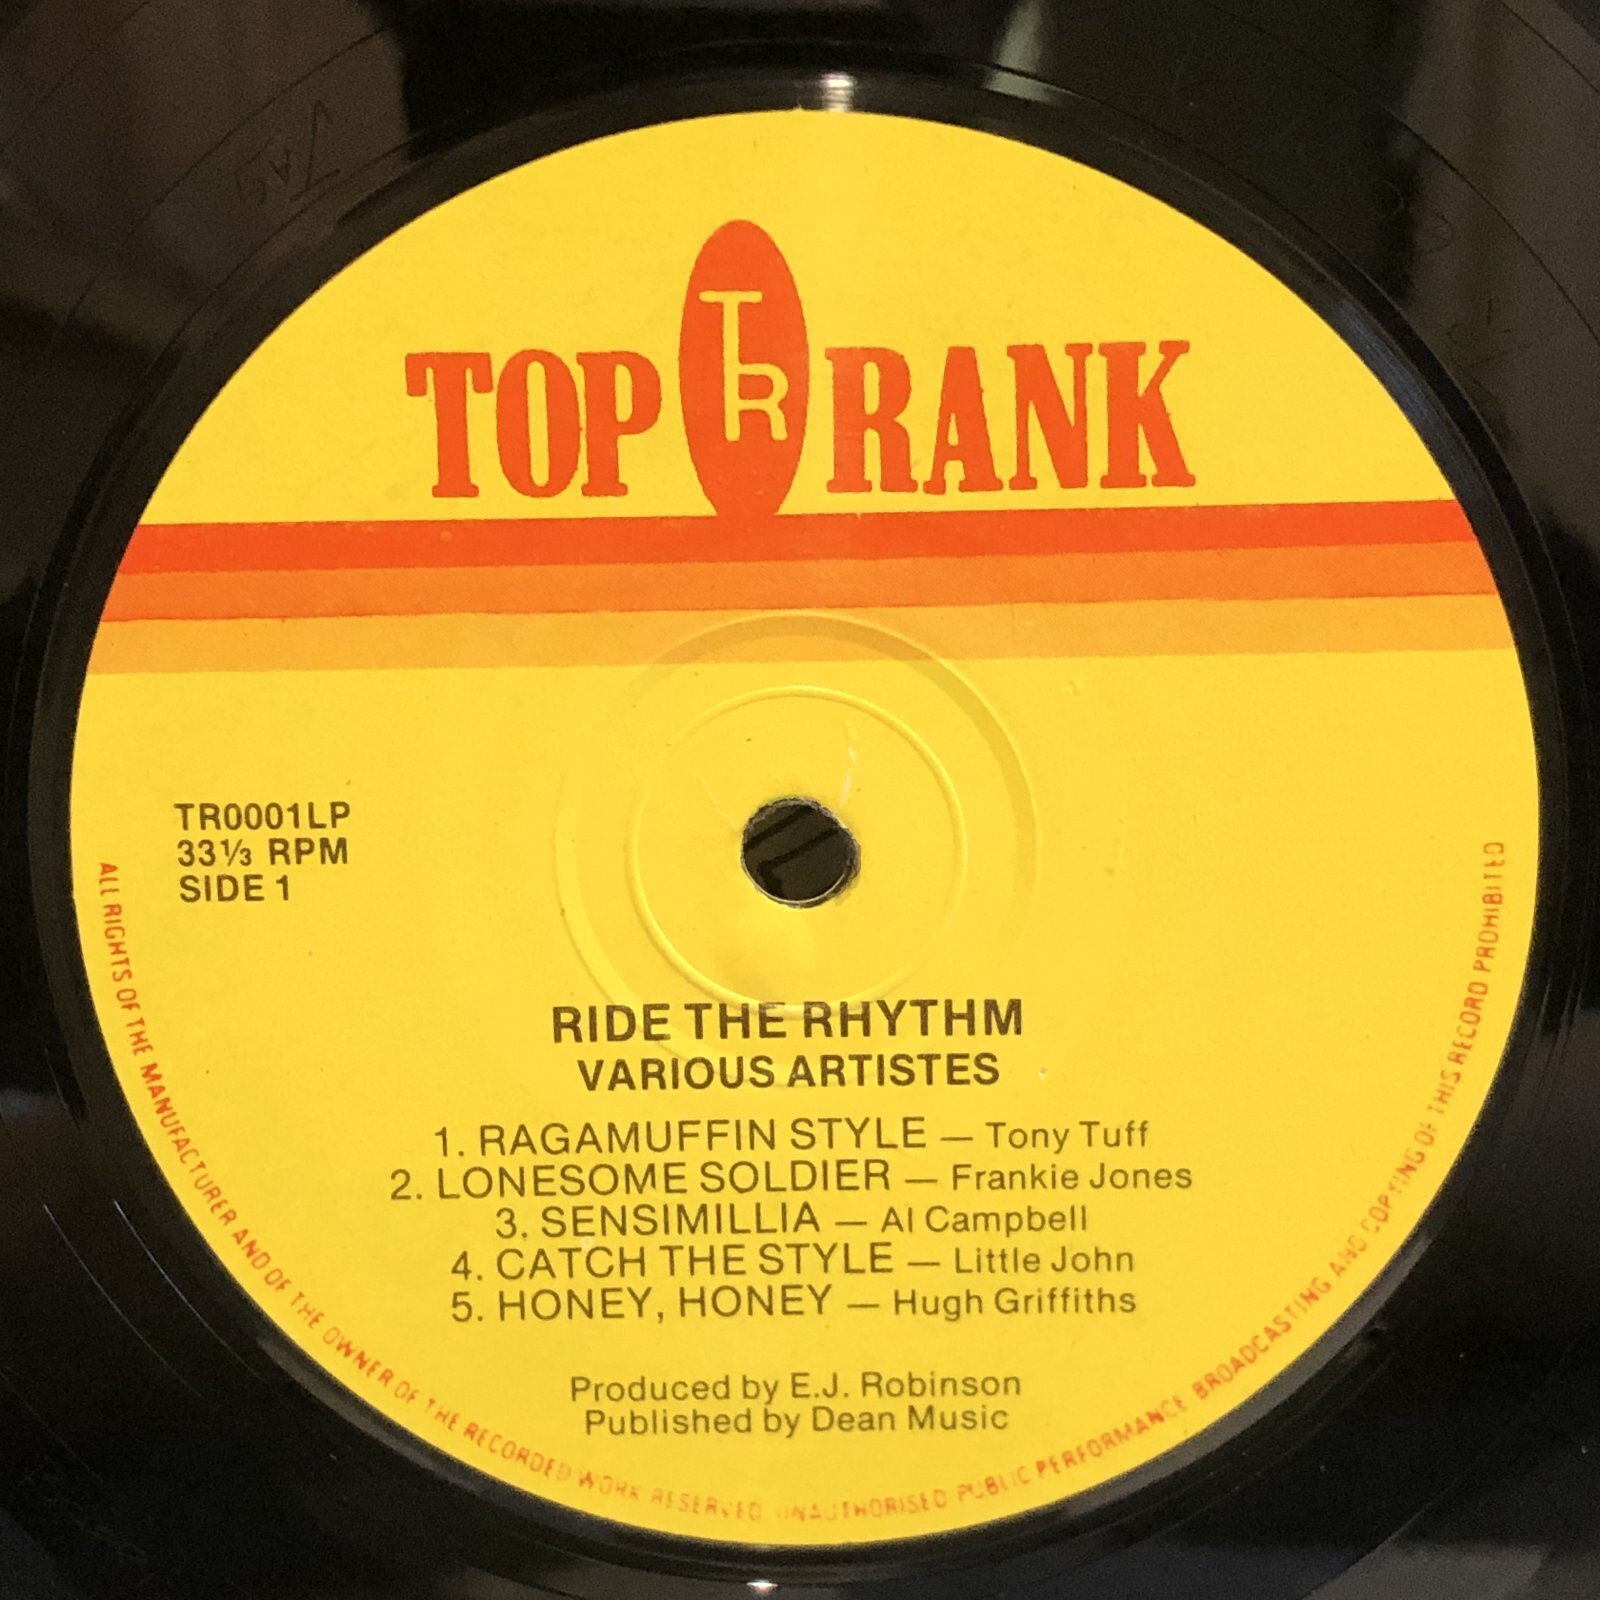 TOP TR RANK
TR0001LP
33⅓ RPM
SIDE 1
RIDE THE RHYTHM
VARIOUS ARTISTES
1. RAGAMUFFIN STYLE — Tony Tuff
2. LONESOME SOLDIER — Frankie Jones
3. SENSIMILLIA — Al Campbell
4. CATCH THE STYLE — Little John
5. HONEY, HONEY — Hugh Griffiths
Produced by E.J. Robinson
Published by Dean Music
ALL RIGHTS OF THE MANUFACTURER AND OF THE OWNER OF THE RECORDED WORK RESERVED UNAUTHORISED PUBLIC PERFORMANCE BROADCASTING AND COPYING OF THIS RECORD PROHIBITED